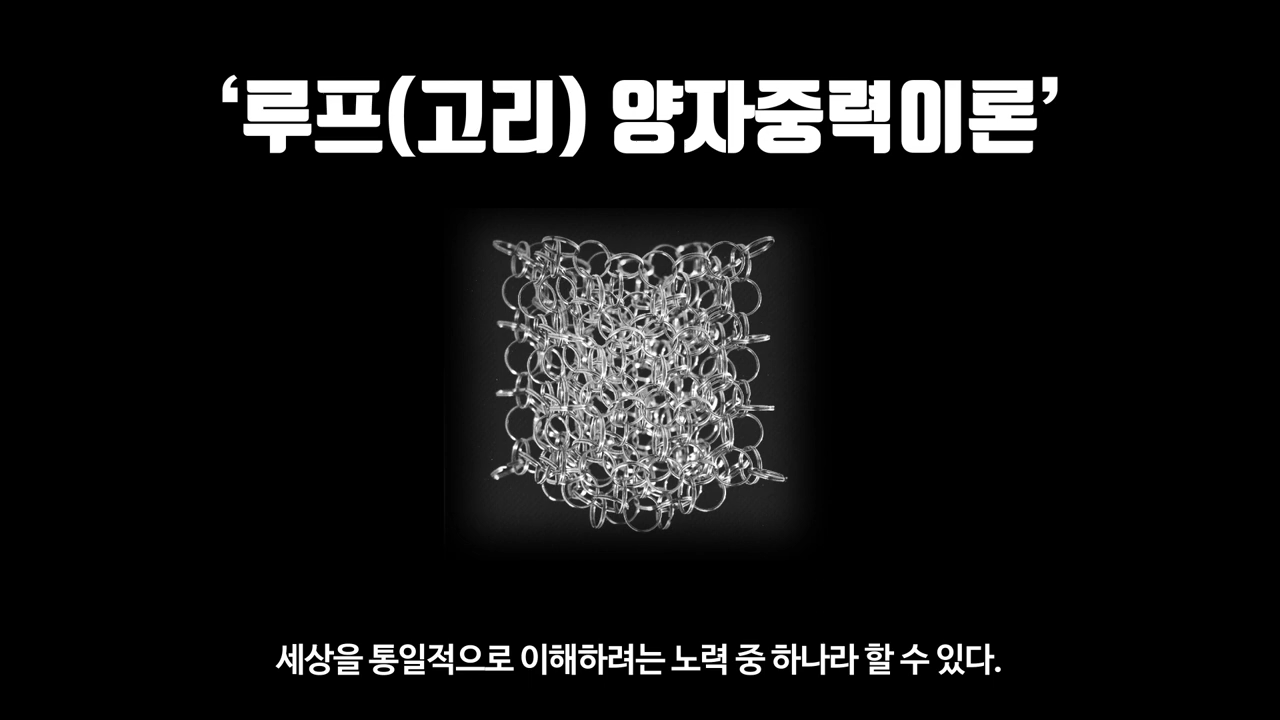 ‘루프(고리) 양자중력이론’
세상을 통일적으로 이해하려는 노력 중 하나라 할 수 있다.